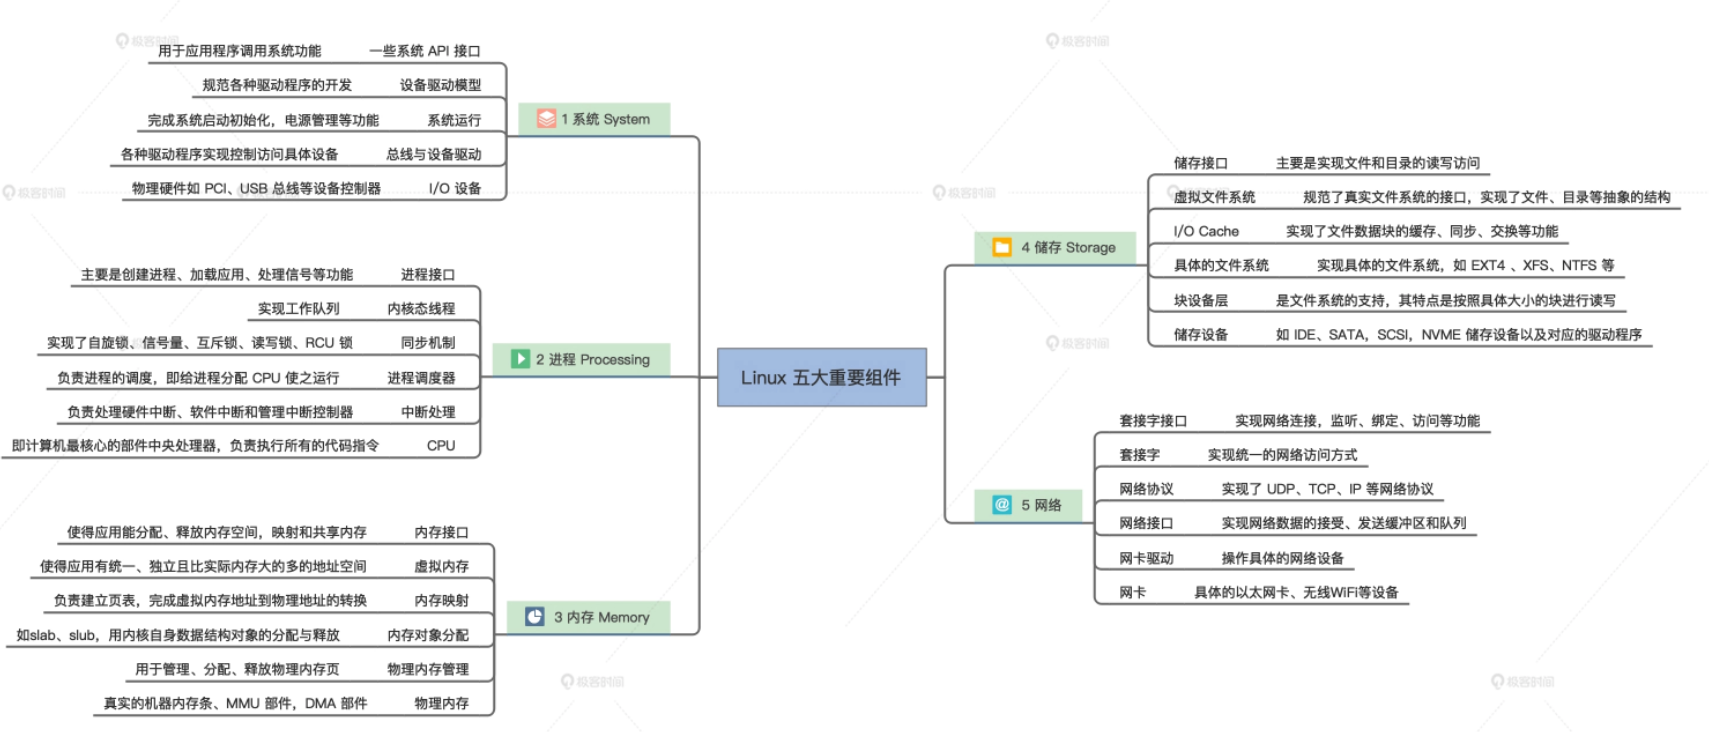 Linux 五大重要组件
1 系统 System
用于应用程序调用系统功能 一些系统 API 接口
规范各种驱动程序的开发 设备驱动模型
完成系统启动初始化，电源管理等功能 系统运行
各种驱动程序实现控制访问具体设备 总线与设备驱动
物理硬件如 PCI、USB 总线等设备控制器 I/O 设备
2 进程 Processing
主要是创建进程、加载应用、处理信号等功能 进程接口
实现工作队列 内核态线程
实现了自旋锁、信号量、互斥锁、读写锁、RCU 锁 同步机制
负责进程的调度，即给进程分配 CPU 使之运行 进程调度器
负责处理硬件中断、软件中断和管理中断控制器 中断处理
即计算机最核心的部件中央处理器，负责执行所有的代码指令 CPU
3 内存 Memory
使得应用能分配、释放内存空间，映射和共享内存 内存接口
使得应用有统一、独立且比实际内存大的多的地址空间 虚拟内存
负责建立页表，完成虚拟内存地址到物理地址的转换 内存映射
如slab、slub，用内核自身数据结构对象的分配与释放 内存对象分配
用于管理、分配、释放物理内存页 物理内存管理
真实的机器内存条、MMU 部件，DMA 部件 物理内存
4 储存 Storage
储存接口 主要是实现文件和目录的读写访问
虚拟文件系统 规范了真实文件系统的接口，实现了文件、目录等抽象的结构
I/O Cache 实现了文件数据块的缓存、同步、交换等功能
具体的文件系统 实现具体的文件系统，如 EXT4 、XFS、NTFS 等
块设备层 是文件系统的支持，其特点是按照具体大小的块进行读写
储存设备 如 IDE、SATA，SCSI，NVME 储存设备以及对应的驱动程序
5 网络
套接字接口 实现网络连接，监听、绑定、访问等功能
套接字 实现统一的网络访问方式
网络协议 实现了 UDP、TCP、IP 等网络协议
网络接口 实现网络数据的接受、发送缓冲区和队列
网卡驱动 操作具体的网络设备
网卡 具体的以太网卡、无线WiFi等设备
极客时间
极客时间
极客时间
极客时间
极客时间
极客时间
极客时间